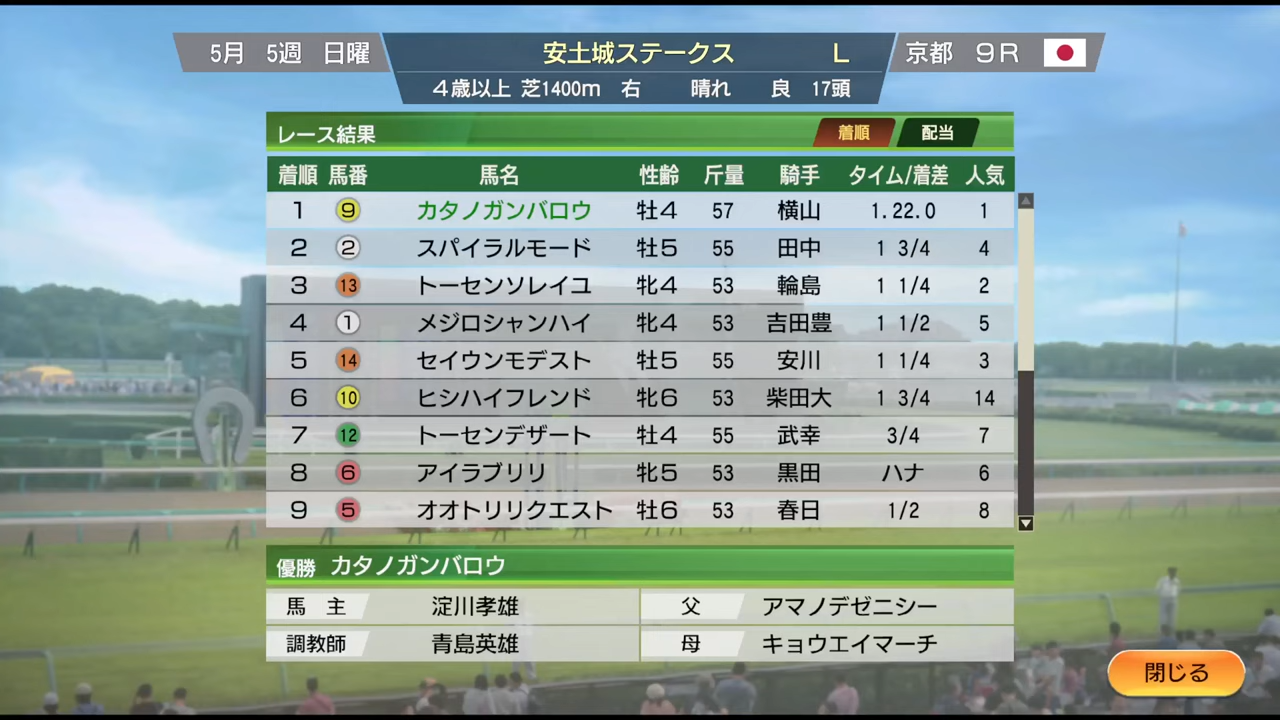 5月 5週 日曜 安土城ステークス L 京都 9R
4歳以上 芝1400m 右 晴れ 良 17頭
レース結果 着順 配当
着順 馬番 馬名 性齢 斤量 騎手 タイム/着差 人気
1 9 カタノガンバロウ 牡4 57 横山 1.22.0 1
2 2 スパイラルモード 牡5 55 田中 1 3/4 4
3 13 トーセンソレイユ 牝4 53 輪島 1 1/4 2
4 1 メジロシャンハイ 牝4 53 吉田豊 1 1/2 5
5 14 セイウンモデスト 牡5 55 安川 1 1/4 3
6 10 ヒシハイフレンド 牝6 53 柴田大 1 3/4 14
7 12 トーセンデザート 牡4 55 武幸 3/4 7
8 6 アイラブリリ 牝5 53 黒田 ハナ 6
9 5 オオトリリクエスト 牡6 53 春日 1/2 8
優勝 カタノガンバロウ
馬主 淀川孝雄 父 アマノデゼニシー
調教師 青島英雄 母 キョウエイマーチ
閉じる